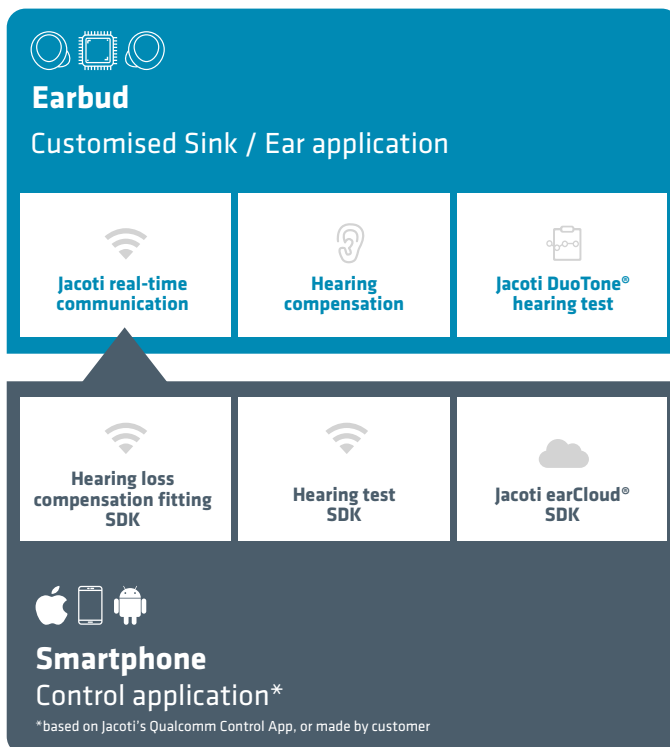 Earbud
Customised Sink / Ear application
Jacoti real-time
communication
Hearing
compensation
Jacoti DuoTone®
hearing test
Hearing loss
compensation fitting
SDK
Hearing test
SDK
Jacoti earCloud®
SDK
Smartphone
Control application*
*based on Jacoti's Qualcomm Control App, or made by customer